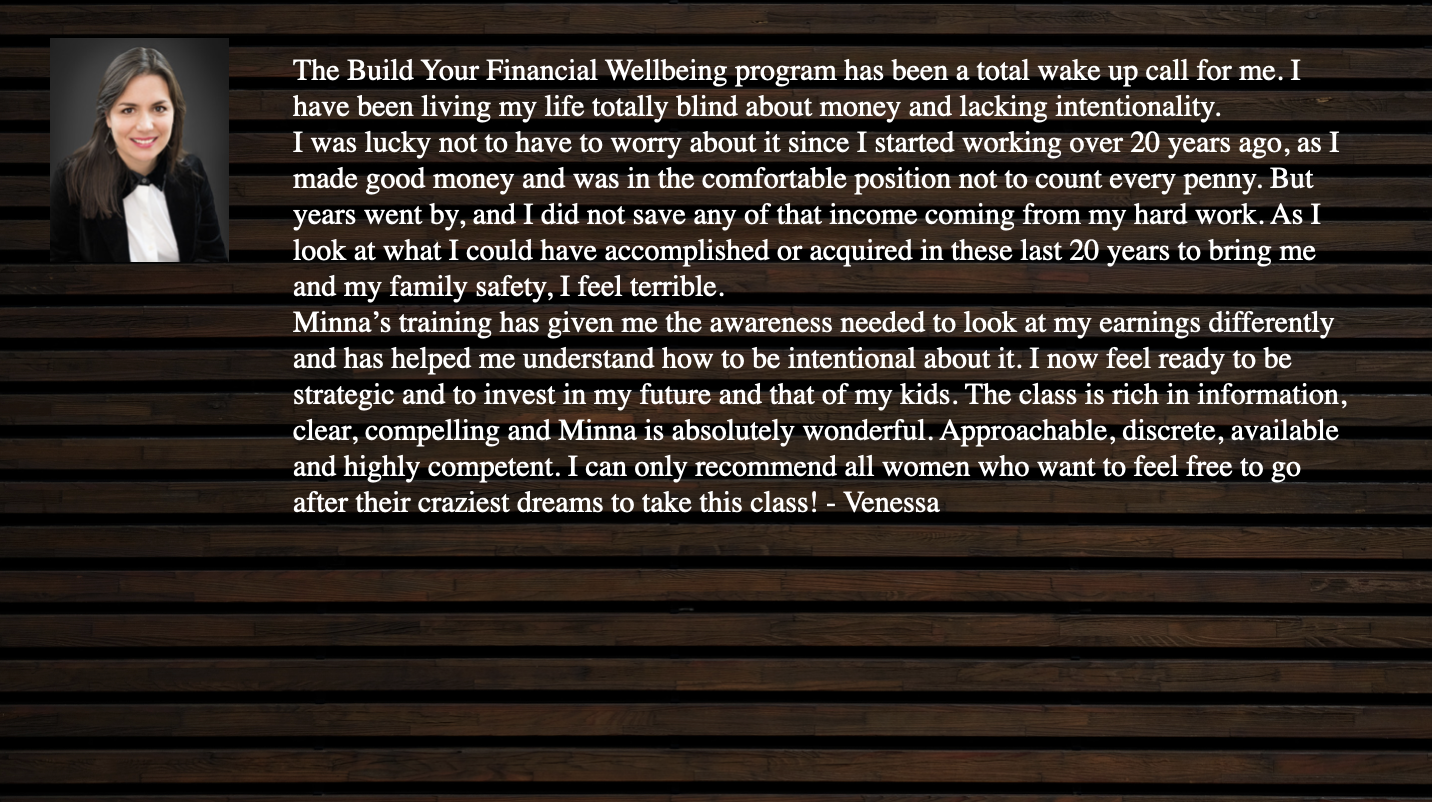 The Build Your Financial Wellbeing program has been a total wake up call for me. I
have been living my life totally blind about money and lacking intentionality.
I was lucky not to have to worry about it since I started working over 20 years ago, as I
made good money and was in the comfortable position not to count every penny. But
years went by, and I did not save any of that income coming from my hard work. As I
look at what I could have accomplished or acquired in these last 20 years to bring me
and my family safety, I feel terrible.
Minna’s training has given me the awareness needed to look at my earnings differently
and has helped me understand how to be intentional about it. I now feel ready to be
strategic and to invest in my future and that of my kids. The class is rich in information,
clear, compelling and Minna is absolutely wonderful. Approachable, discrete, available
and highly competent. I can only recommend all women who want to feel free to go
after their craziest dreams to take this class! - Venessa